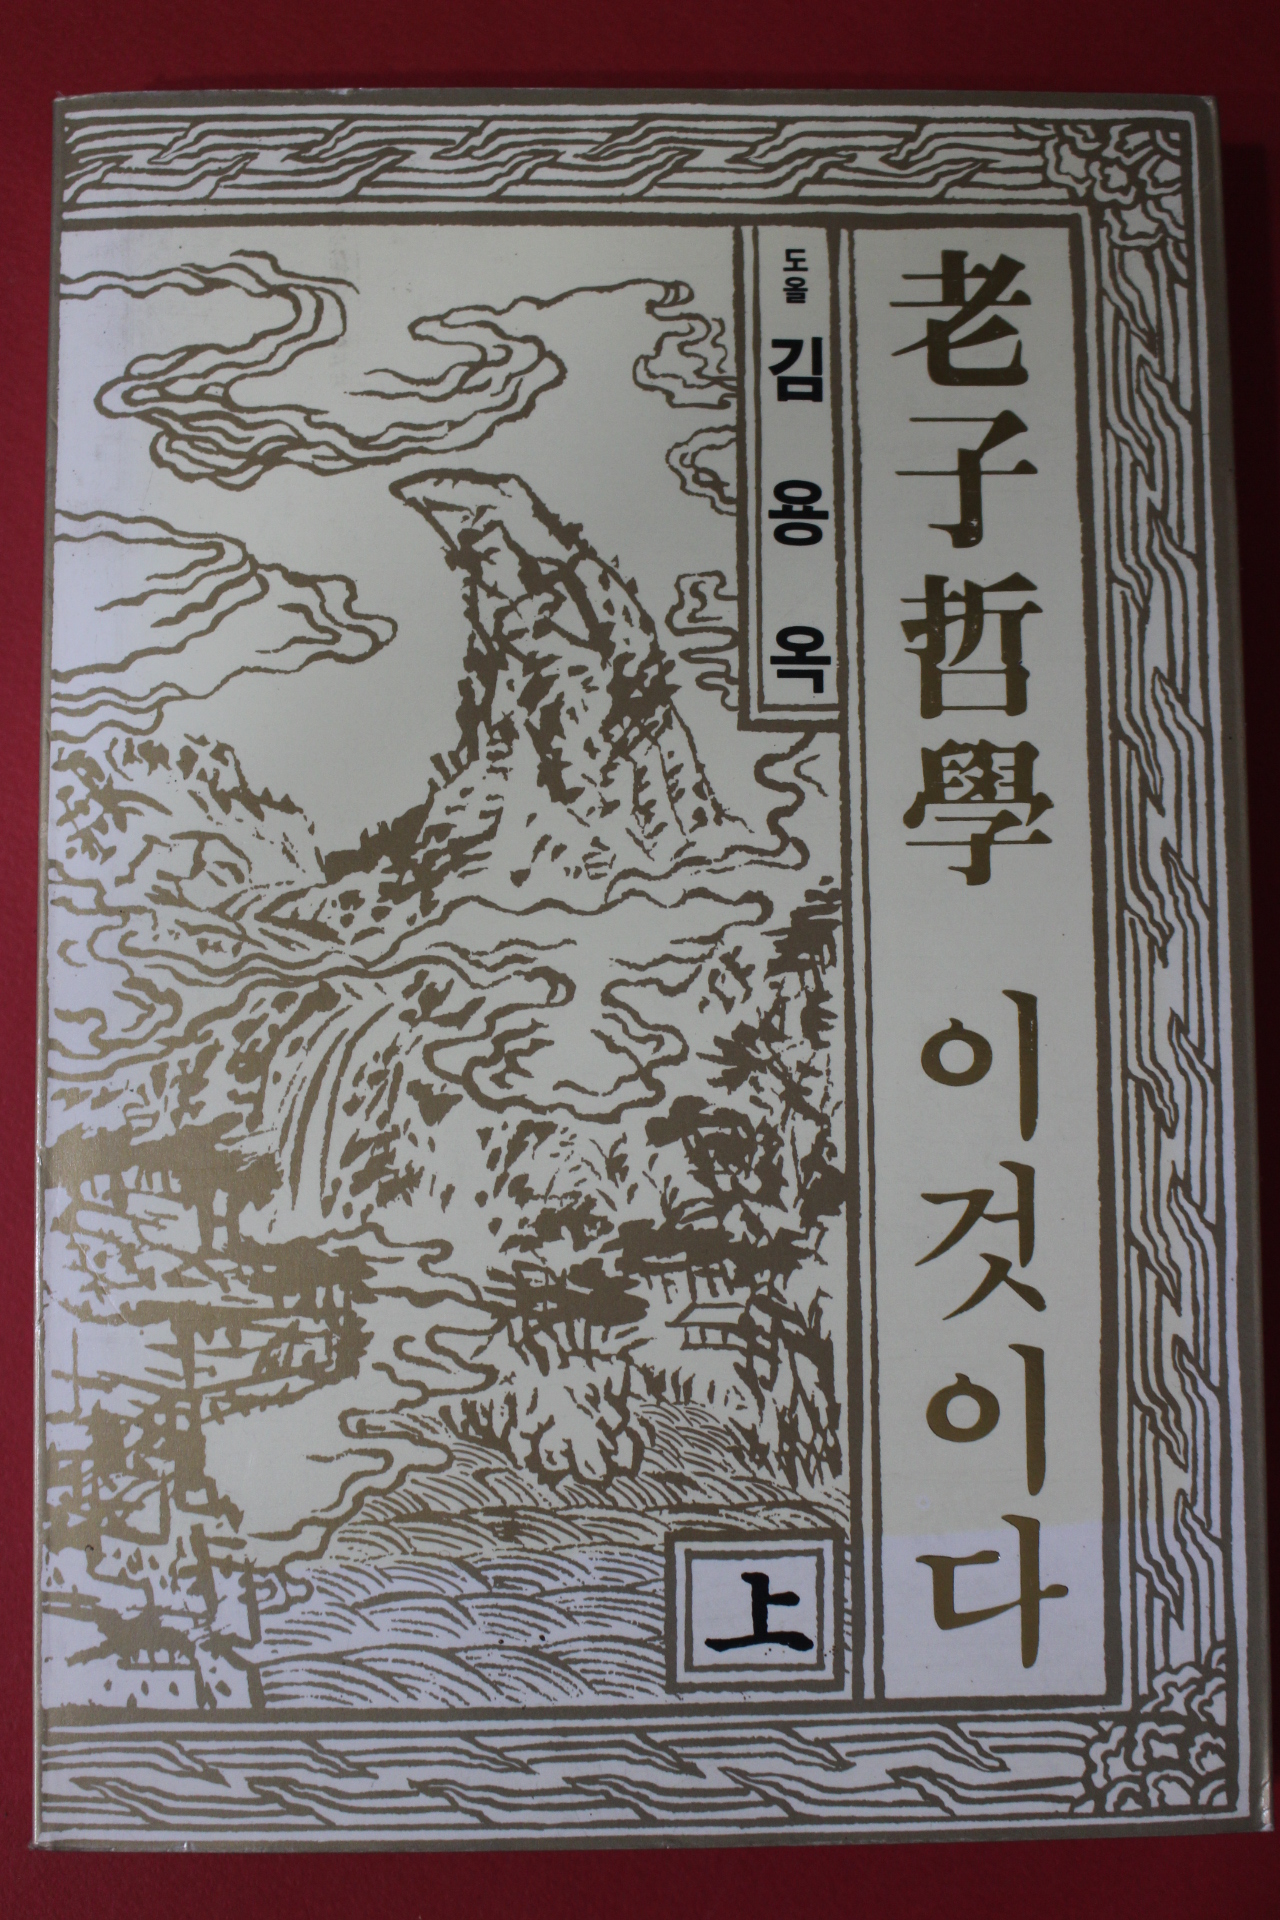 老子哲學 이것이다
도올 김용옥
上